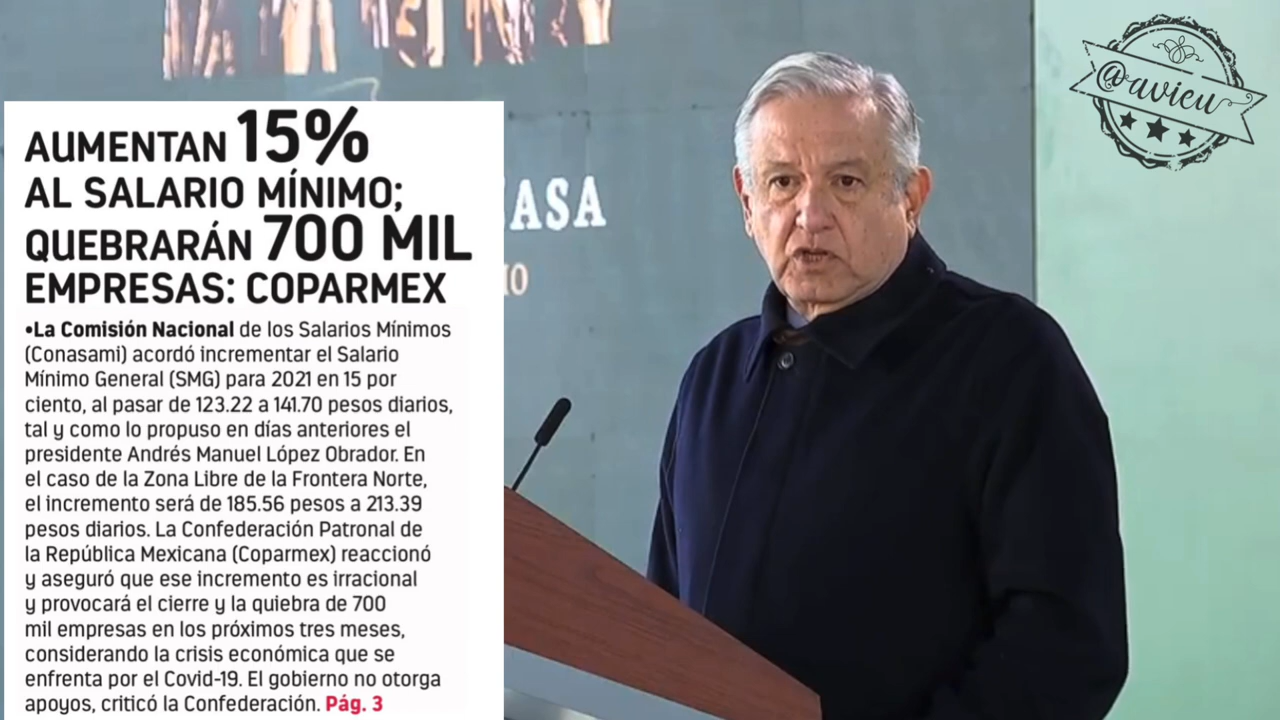 AUMENTAN 15%
AL SALARIO MÍNIMO;
QUEBRARÁN 700 MIL
EMPRESAS: COPARMEX
•La Comisión Nacional de los Salarios Mínimos
(Conasami) acordó incrementar el Salario
Mínimo General (SMG) para 2021 en 15 por
ciento, al pasar de 123.22 a 141.70 pesos diarios,
tal y como lo propuso en días anteriores el
presidente Andrés Manuel López Obrador. En
el caso de la Zona Libre de la Frontera Norte,
el incremento será de 185.56 pesos a 213.39
pesos diarios. La Confederación Patronal de
la República Mexicana (Coparmex) reaccionó
y aseguró que ese incremento es irracional
y provocará el cierre y la quiebra de 700
mil empresas en los próximos tres meses,
considerando la crisis económica que se
enfrenta por el Covid-19. El gobierno no otorga
apoyos, criticó la Confederación. Pág. 3
@avicu